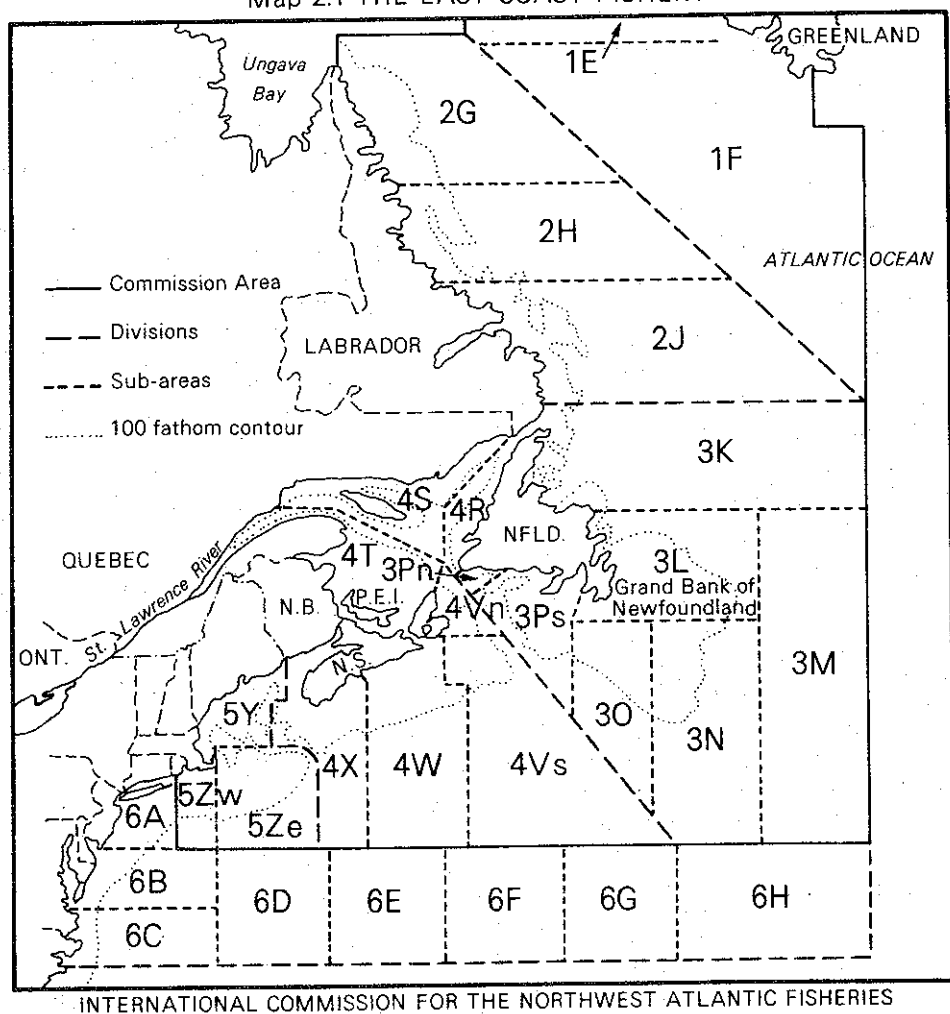 Map 2.1 THE EAST COAST FISHERY
GREENLAND
Ungava
Bay
1E
2G
1F
2H
ATLANTIC OCEAN
Commission Area
Divisions
LABRADOR
2J
Sub-areas
100 fathom contour
3K
4S
4R
NFLD.
QUEBEC
St. Lawrence River
4T
3Pn
3L
Grand Bank of
Newfoundland
N.B.
P.E.I.
4Vn
3Ps
ONT.
N.S.
3M
5Y
3O
3N
4X
4W
4Vs
5Zw
6A
5Ze
6B
6D
6E
6F
6G
6H
6C
INTERNATIONAL COMMISSION FOR THE NORTHWEST ATLANTIC FISHERIES